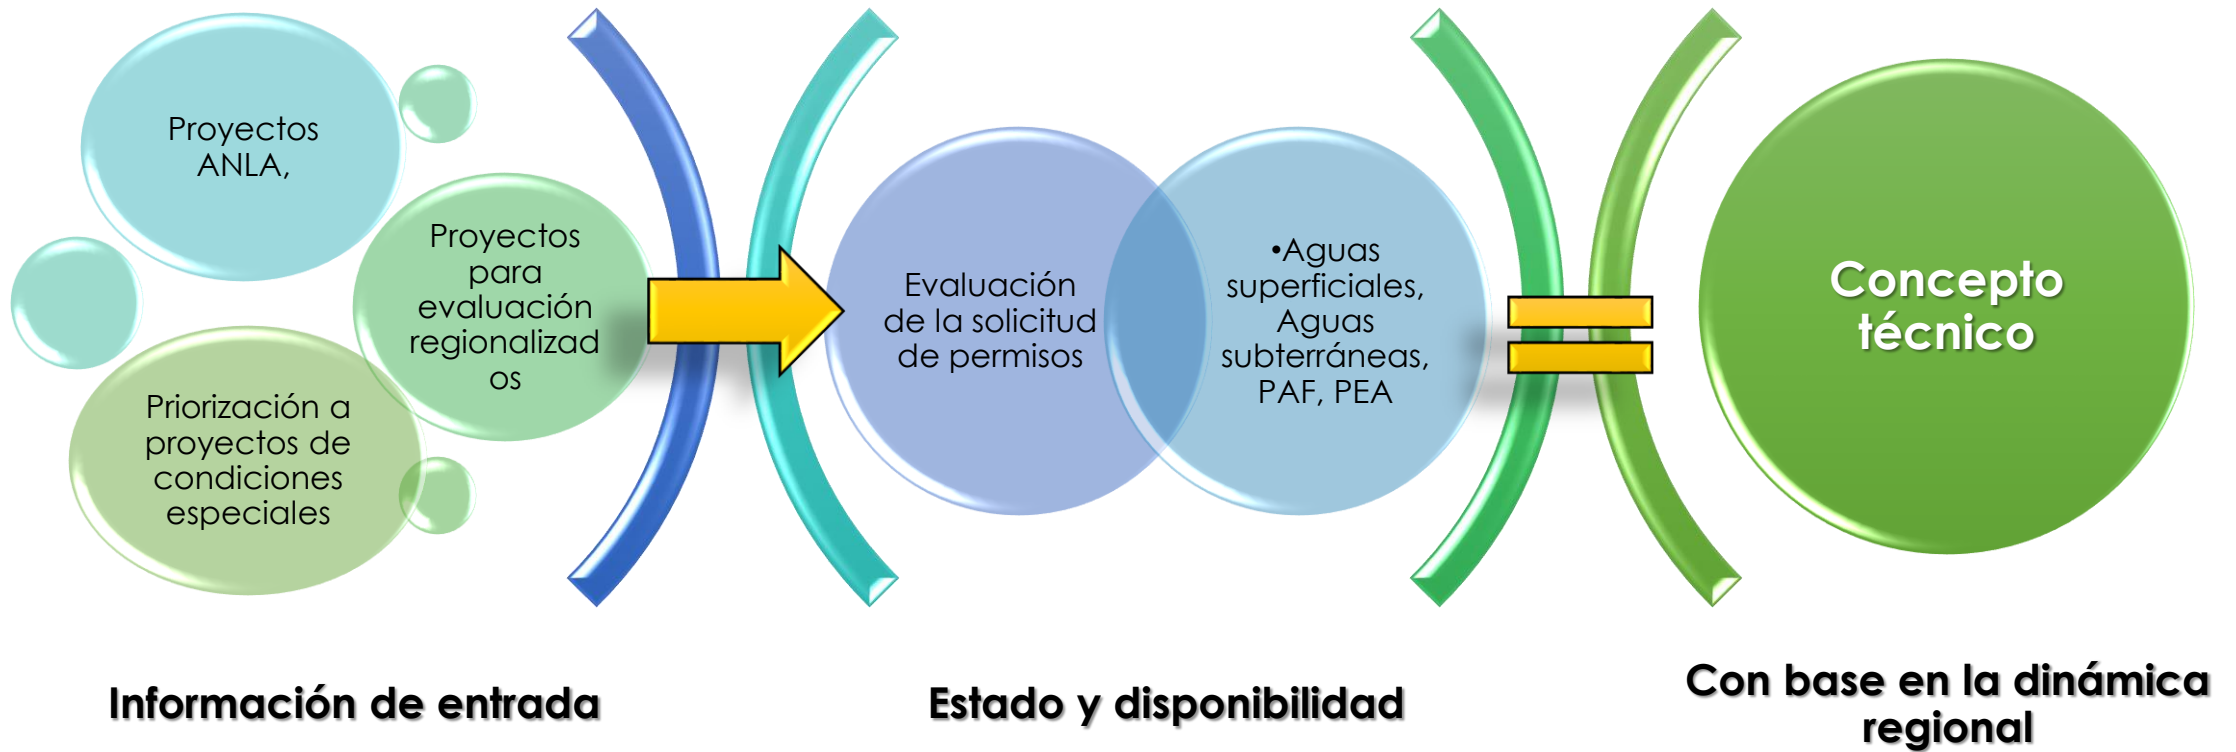 Proyectos
ANLA,
Proyectos
para
evaluación
regionalizad
os
Priorización a
proyectos de
condiciones
especiales
Evaluación
de la solicitud
de permisos
•Aguas
superficiales,
Aguas
subterráneas,
PAF, PEA
Concepto
técnico
Información de entrada
Estado y disponibilidad
Con base en la dinámica
regional